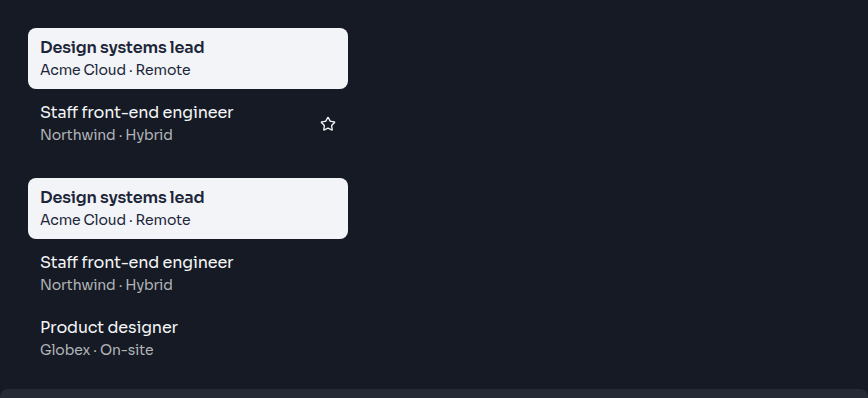 Design systems lead
Acme Cloud · Remote
Staff front-end engineer
Northwind · Hybrid
Design systems lead
Acme Cloud · Remote
Staff front-end engineer
Northwind · Hybrid
Product designer
Globex · On-site